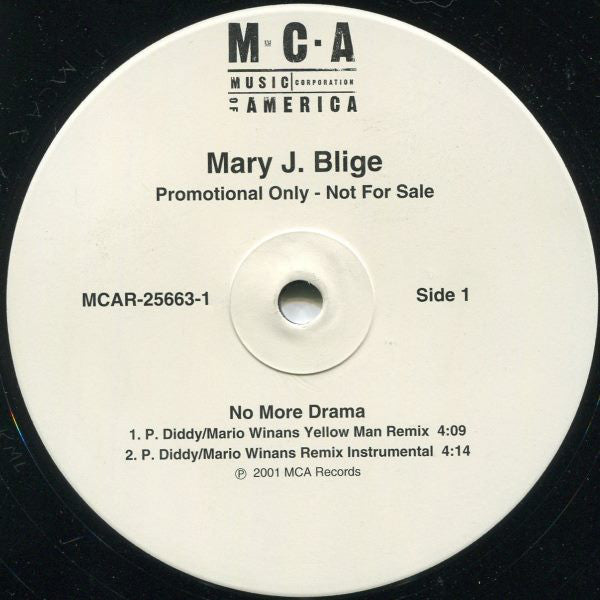 M™C·A
MUSIC CORPORATION
OF AMERICA
Mary J. Blige
Promotional Only - Not For Sale
MCAR-25663-1
Side 1
No More Drama
1. P. Diddy/Mario Winans Yellow Man Remix 4:09
2. P. Diddy/Mario Winans Remix Instrumental 4:14
℗ 2001 MCA Records